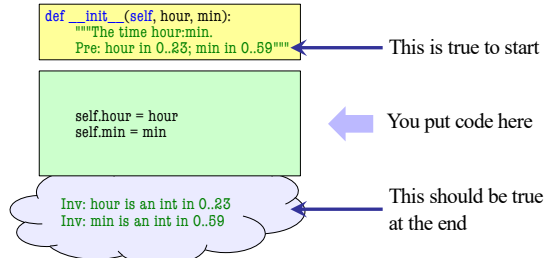 def __init__(self, hour, min):
"""The time hour:min.
Pre: hour in 0..23; min in 0..59"""
This is true to start
self.hour = hour
self.min = min
You put code here
Inv: hour is an int in 0..23
Inv: min is an int in 0..59
This should be true
at the end